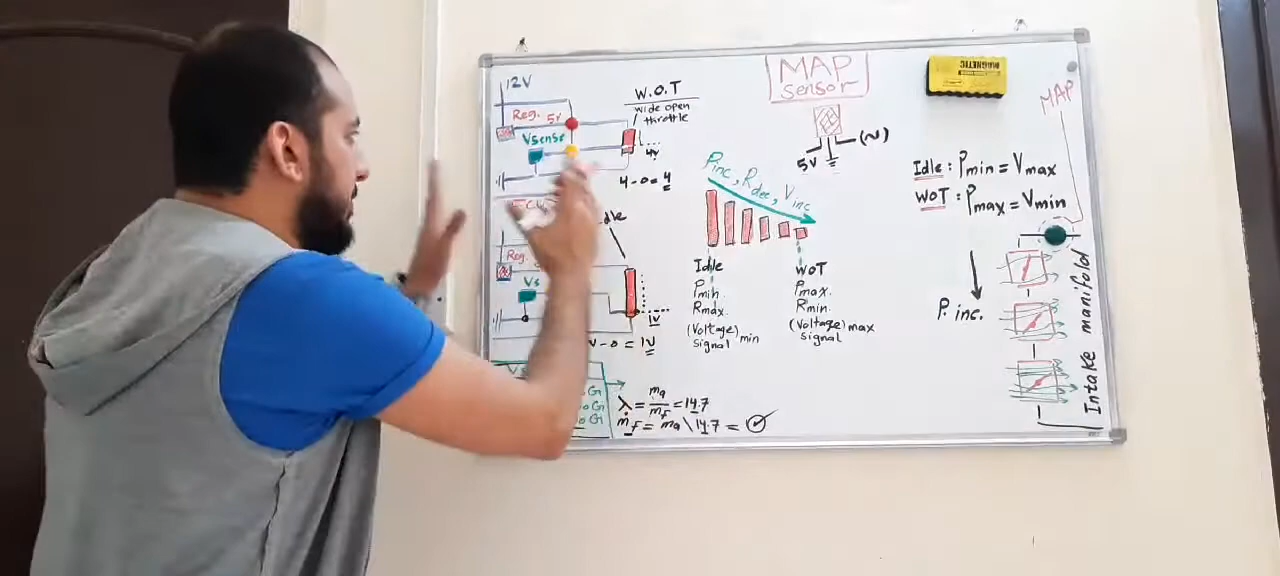 12V
Reg. 5V
Vsense
W.O.T
wide open
throttle
4V
4-0=4
Reg.
Vs
1V
V-0=1V
λ=ma/mf=14.7
mf=ma\14.7=
MAP
Sensor
5V
(~)
Pinc, Rdec, Vinc
Idle
Pmin.
Rmax.
(Voltage)min
Signal
WOT
Pmax.
Rmin.
(Voltage)max
Signal
MAGNETIC
MAP
Idle: Pmin=Vmax
WOT: Pmax=Vmin
P. inc.
Intake manifold